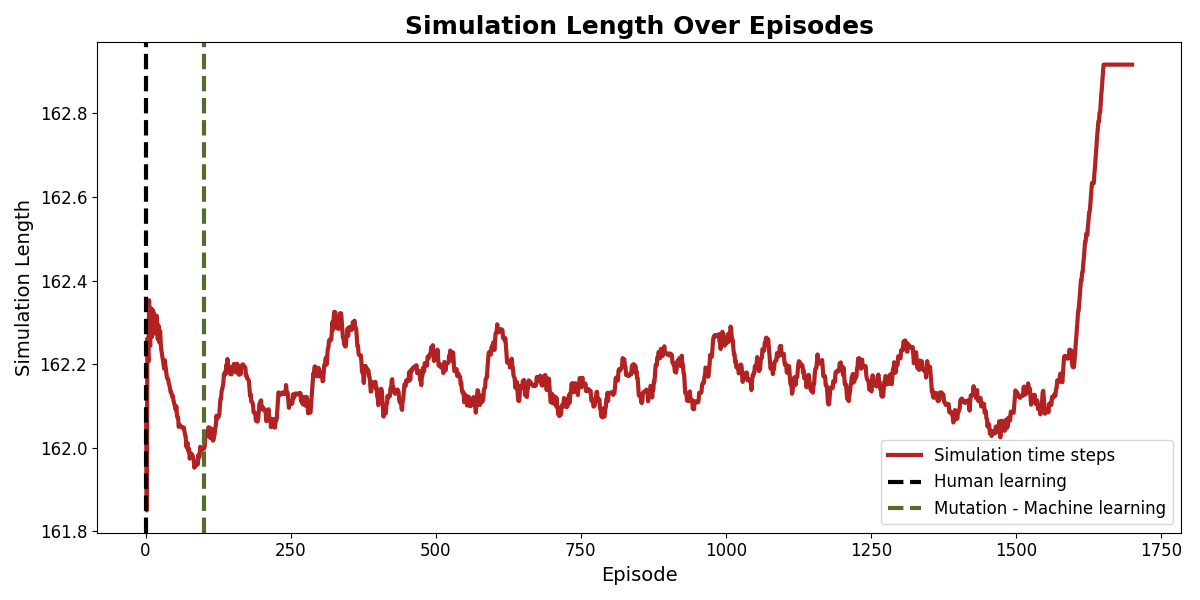 Simulation Length Over Episodes
Simulation Length
162.8
162.6
162.4
162.2
162.0
161.8
0 250 500 750 1000 1250 1500 1750
Episode
Simulation time steps
Human learning
Mutation - Machine learning